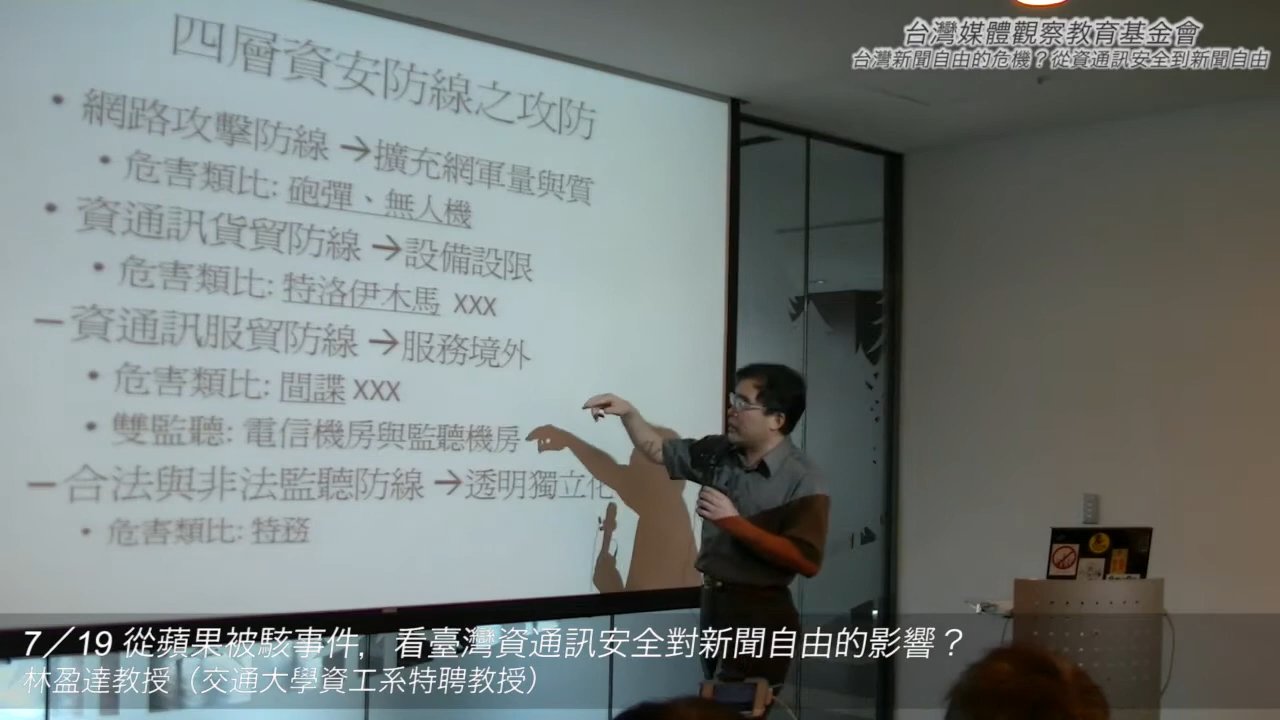 台灣媒體觀察教育基金會
台灣新聞自由的危機？從資通訊安全到新聞自由
四層資安防線之攻防
• 網路攻擊防線 →擴充網軍量與質
• 危害類比: 砲彈、無人機
• 資通訊貨貿防線 →設備設限
• 危害類比: 特洛伊木馬 XXX
– 資通訊服貿防線 →服務境外
• 危害類比: 間諜 XXX
• 雙監聽: 電信機房與監聽機房
– 合法與非法監聽防線 →透明獨立化
• 危害類比: 特務
7／19 從蘋果被駭事件，看臺灣資通訊安全對新聞自由的影響？
林盈達教授（交通大學資工系特聘教授）